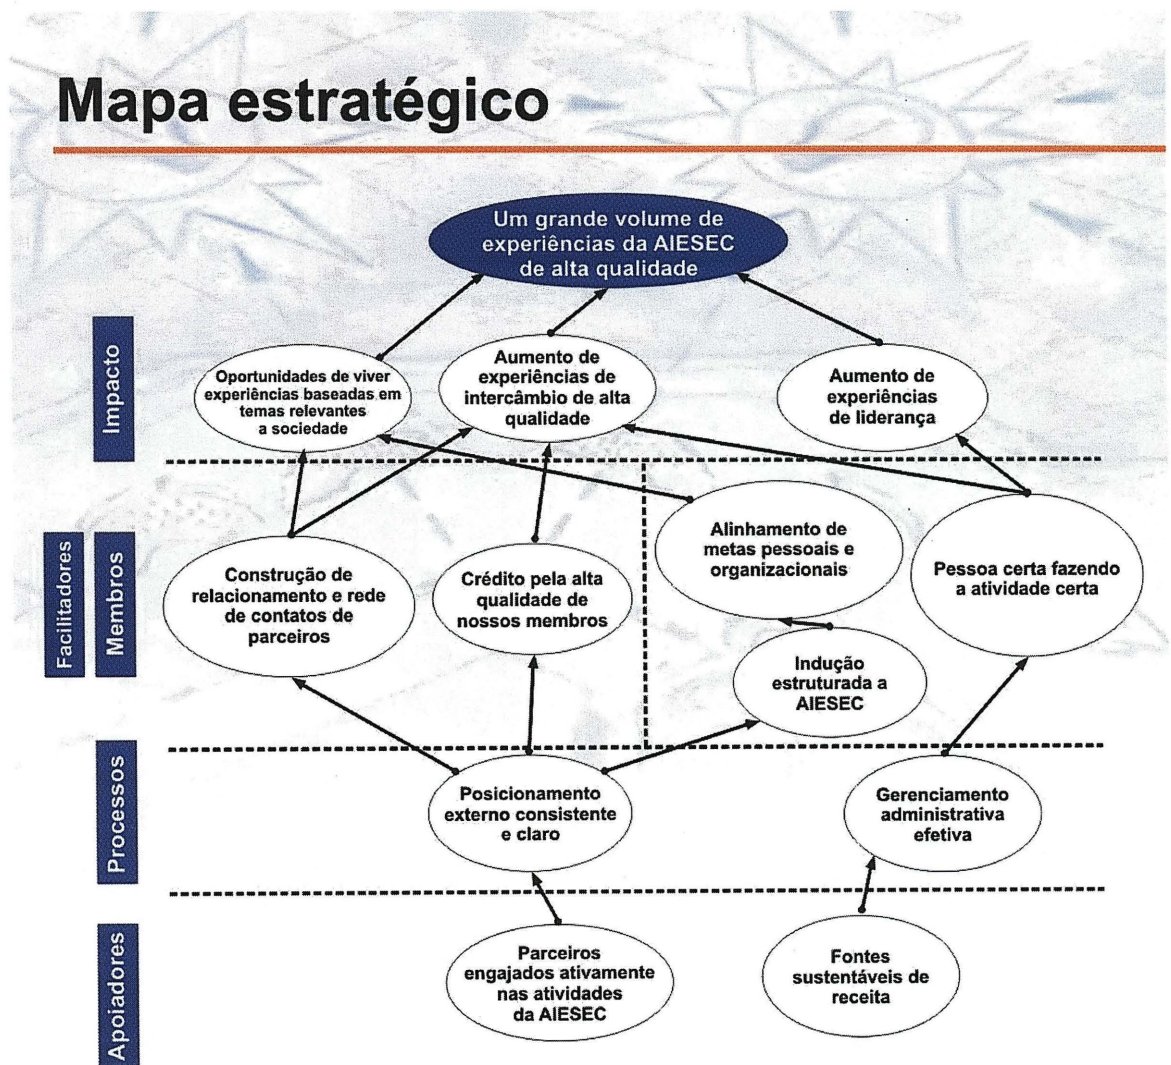 Mapa estratégico
Um grande volume de
experiências da AIESEC
de alta qualidade
Impacto
Oportunidades de viver
experiências baseadas em
temas relevantes
a sociedade
Aumento de
experiências de
intercâmbio de alta
qualidade
Aumento de
experiências
de liderança
Facilitadores
Membros
Construção de
relacionamento e rede
de contatos de
parceiros
Crédito pela alta
qualidade de
nossos membros
Alinhamento de
metas pessoais e
organizacionais
Pessoa certa fazendo
a atividade certa
Indução
estruturada a
AIESEC
Processos
Posicionamento
externo consistente
e claro
Gerenciamento
administrativa
efetiva
Apoiadores
Parceiros
engajados ativamente
nas atividades
da AIESEC
Fontes
sustentáveis de
receita